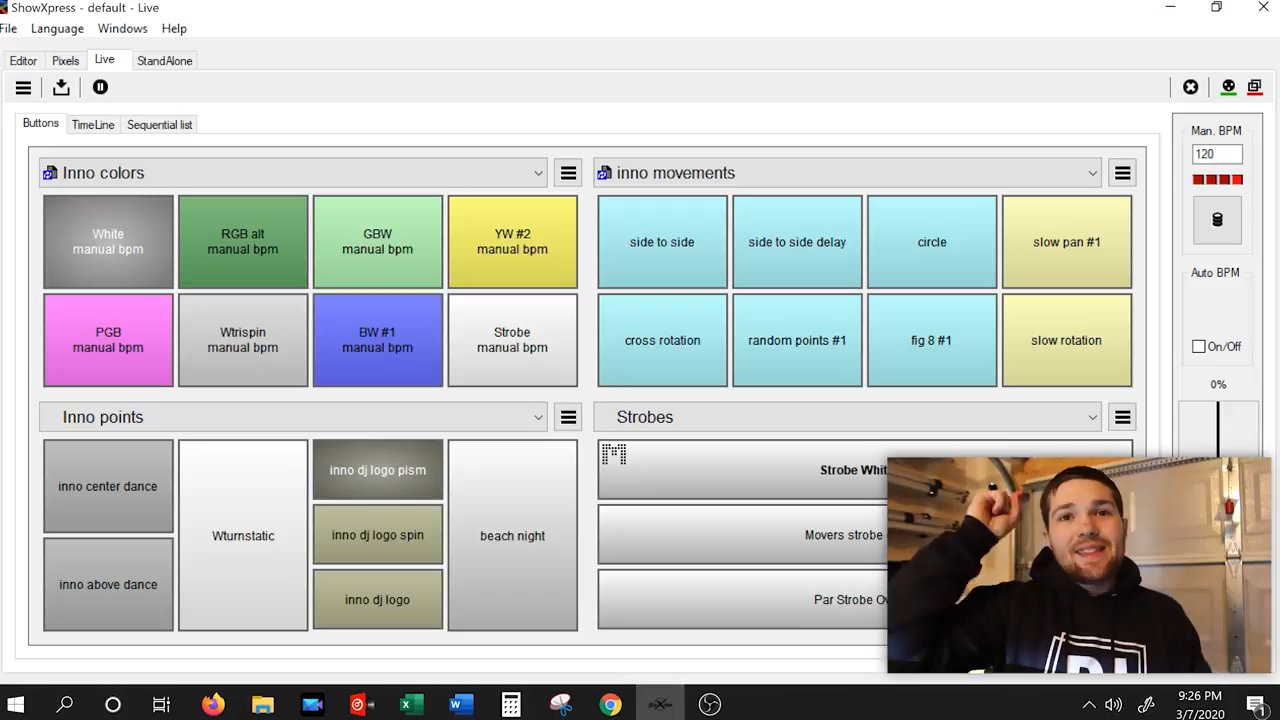 ShowXpress - default - Live
File Language Windows Help
Editor Pixels Live StandAlone
Buttons TimeLine Sequential list
Man. BPM
120
Inno colors
inno movements
White
manual bpm
RGB alt
manual bpm
GBW
manual bpm
YW #2
manual bpm
side to side
side to side delay
circle
slow pan #1
Auto BPM
PGB
manual bpm
Wtrispin
manual bpm
BW #1
manual bpm
Strobe
manual bpm
cross rotation
random points #1
fig 8 #1
slow rotation
On/Off
0%
Inno points
Strobes
inno center dance
inno above dance
Wturnstatic
inno dj logo pism
inno dj logo spin
inno dj logo
beach night
M
Strobe Whit
Movers strobe
Par Strobe Ov
DJ
9:26 PM
3/7/2020
1